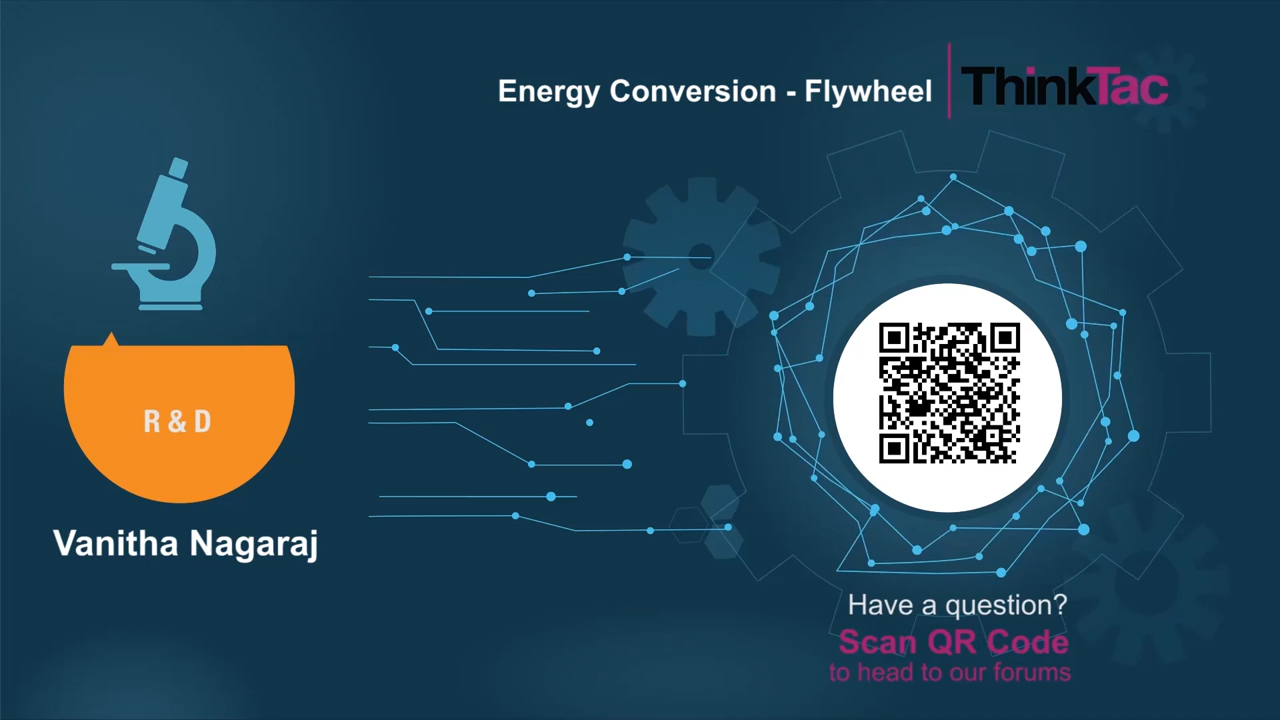 Energy Conversion - Flywheel
ThinkTac
R & D
Vanitha Nagaraj
Have a question?
Scan QR Code
to head to our forums